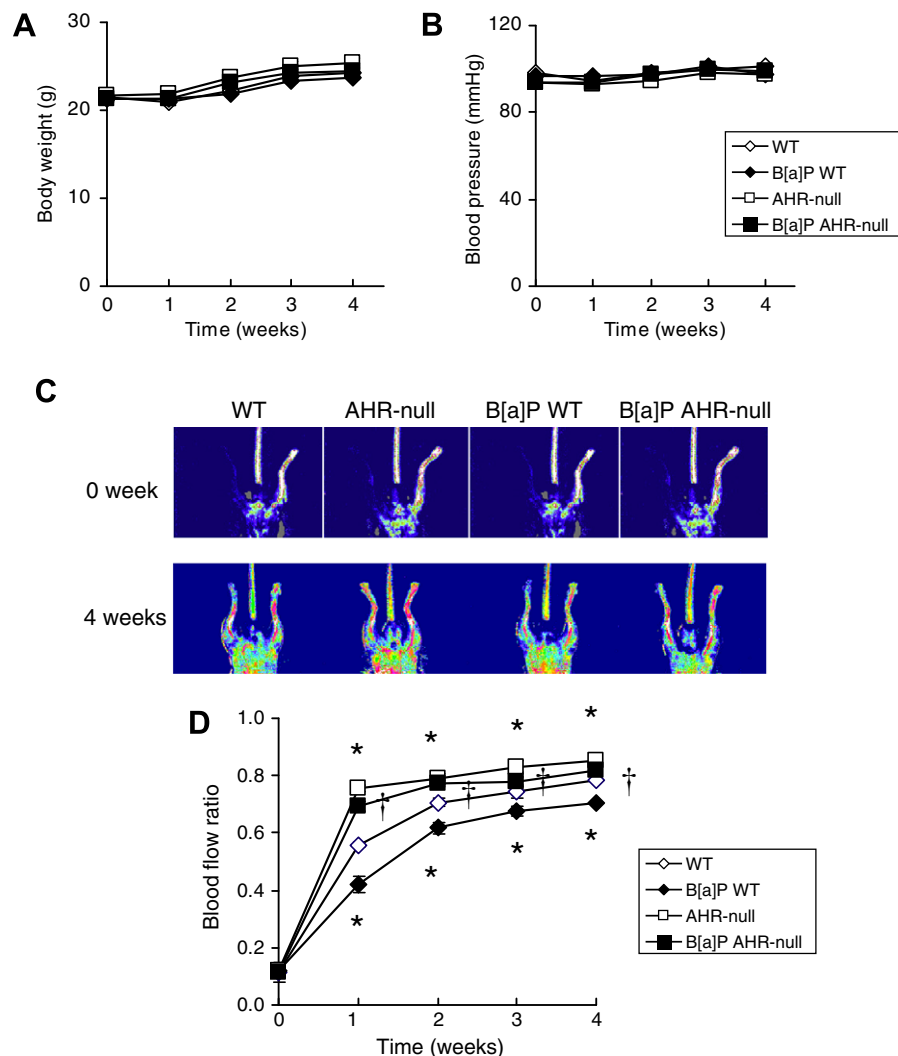 A
Body weight (g)
30
20
10
0
0 1 2 3 4
Time (weeks)
B
Blood pressure (mmHg)
120
80
40
0
0 1 2 3 4
Time (weeks)
WT
B[a]P WT
AHR-null
B[a]P AHR-null
C
WT AHR-null B[a]P WT B[a]P AHR-null
0 week
4 weeks
D
Blood flow ratio
1.0
0.8
0.6
0.4
0.2
0.0
* * * *
† † † †
* * * *
0 1 2 3 4
Time (weeks)
WT
B[a]P WT
AHR-null
B[a]P AHR-null